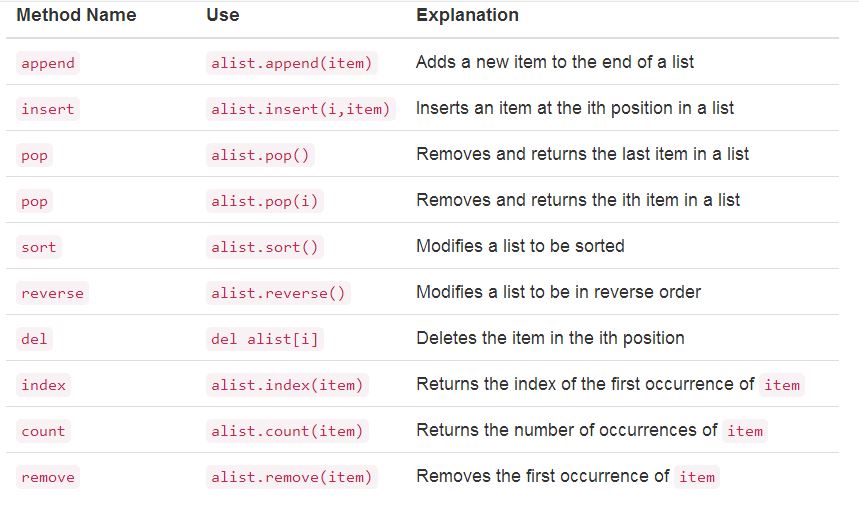 Method Name Use Explanation
append alist.append(item) Adds a new item to the end of a list
insert alist.insert(i,item) Inserts an item at the ith position in a list
pop alist.pop() Removes and returns the last item in a list
pop alist.pop(i) Removes and returns the ith item in a list
sort alist.sort() Modifies a list to be sorted
reverse alist.reverse() Modifies a list to be in reverse order
del del alist[i] Deletes the item in the ith position
index alist.index(item) Returns the index of the first occurrence of item
count alist.count(item) Returns the number of occurrences of item
remove alist.remove(item) Removes the first occurrence of item